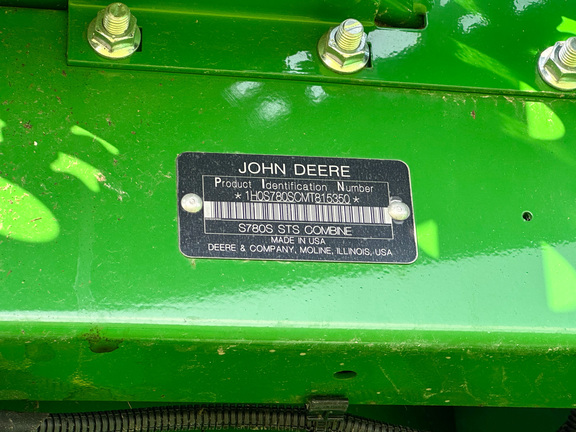 JOHN DEERE
Product Identification Number
*1H0S780SCMT815350*
S780S STS COMBINE
MADE IN USA
DEERE & COMPANY, MOLINE, ILLINOIS, USA